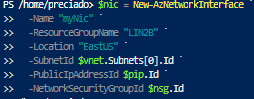 PS /home/preciado> $nic = New-AzNetworkInterface `
>> -Name "myNic" `
>> -ResourceGroupName "LIN2B" `
>> -Location "EastUS" `
>> -SubnetId $vnet.Subnets[0].Id `
>> -PublicIpAddressId $pip.Id `
>> -NetworkSecurityGroupId $nsg.Id